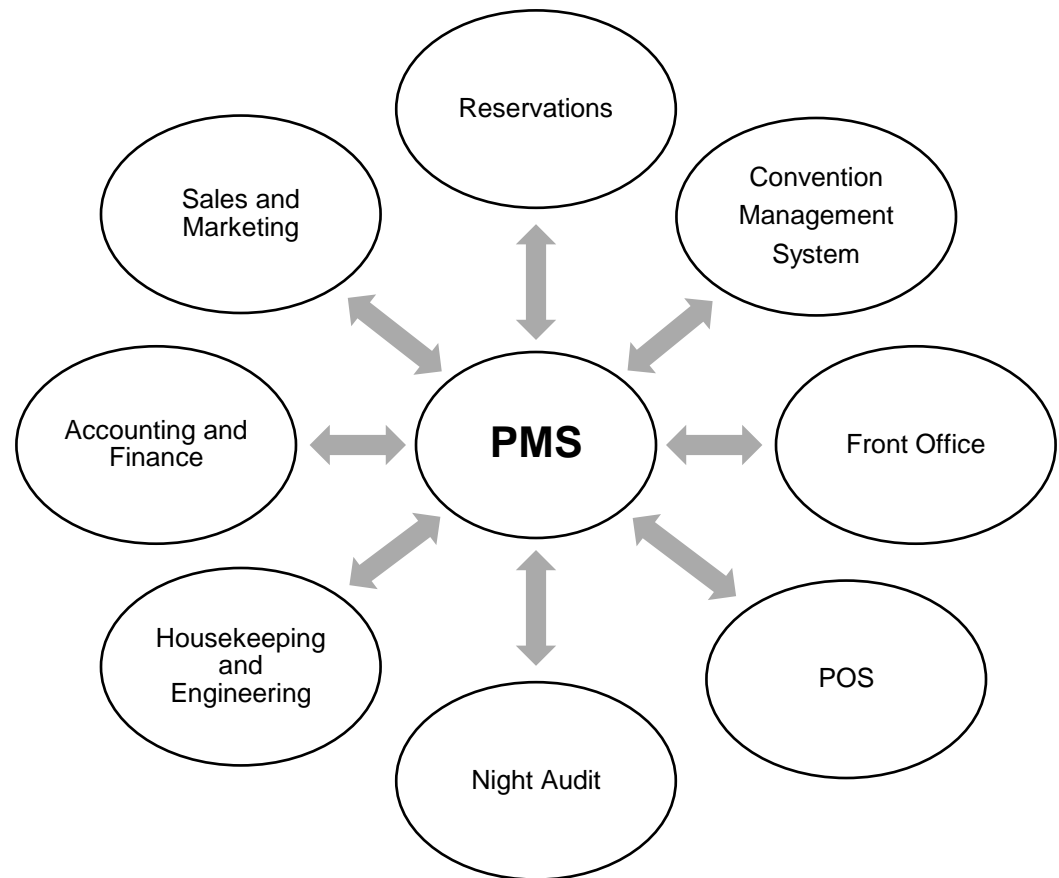 Reservations
Convention
Management
System
Sales and
Marketing
Accounting and
Finance
PMS
Front Office
Housekeeping
and
Engineering
POS
Night Audit